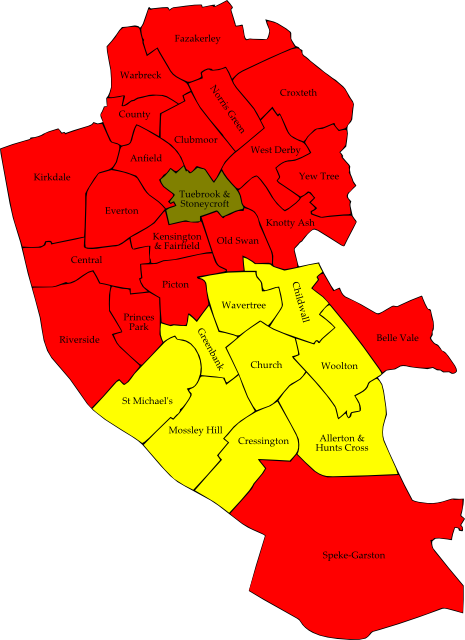 Fazakerley
Warbreck
Croxteth
Norris Green
County
Clubmoor
West Derby
Anfield
Yew Tree
Kirkdale
Tuebrook &
Stoneycroft
Everton
Knotty Ash
Kensington
& Fairfield
Old Swan
Central
Picton
Childwall
Wavertree
Princes
Park
Riverside
Greenbank
Belle Vale
Church
Woolton
St Michael's
Mossley Hill
Cressington
Allerton &
Hunts Cross
Speke-Garston